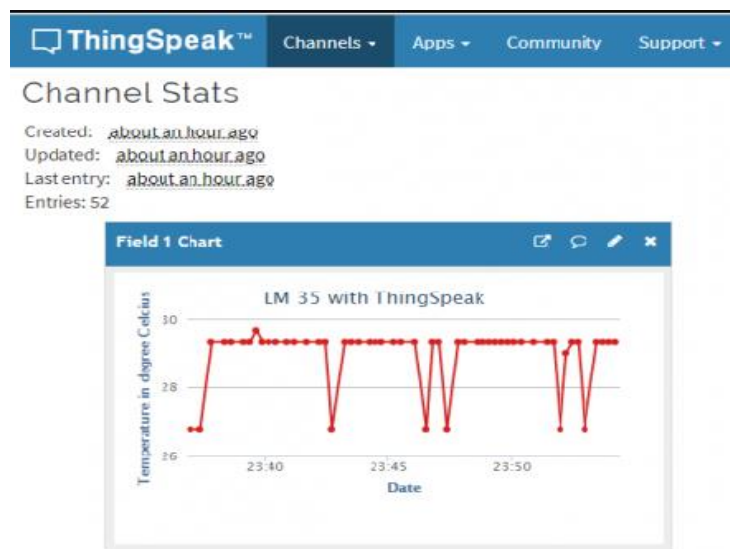 ThingSpeak™ Channels Apps Community Support
Channel Stats
Created: about an hour ago
Updated: about an hour ago
Last entry: about an hour ago
Entries: 52
Field 1 Chart
LM 35 with ThingSpeak
Temperature in degree Celcius
30
28
26
23:40 23:45 23:50
Date